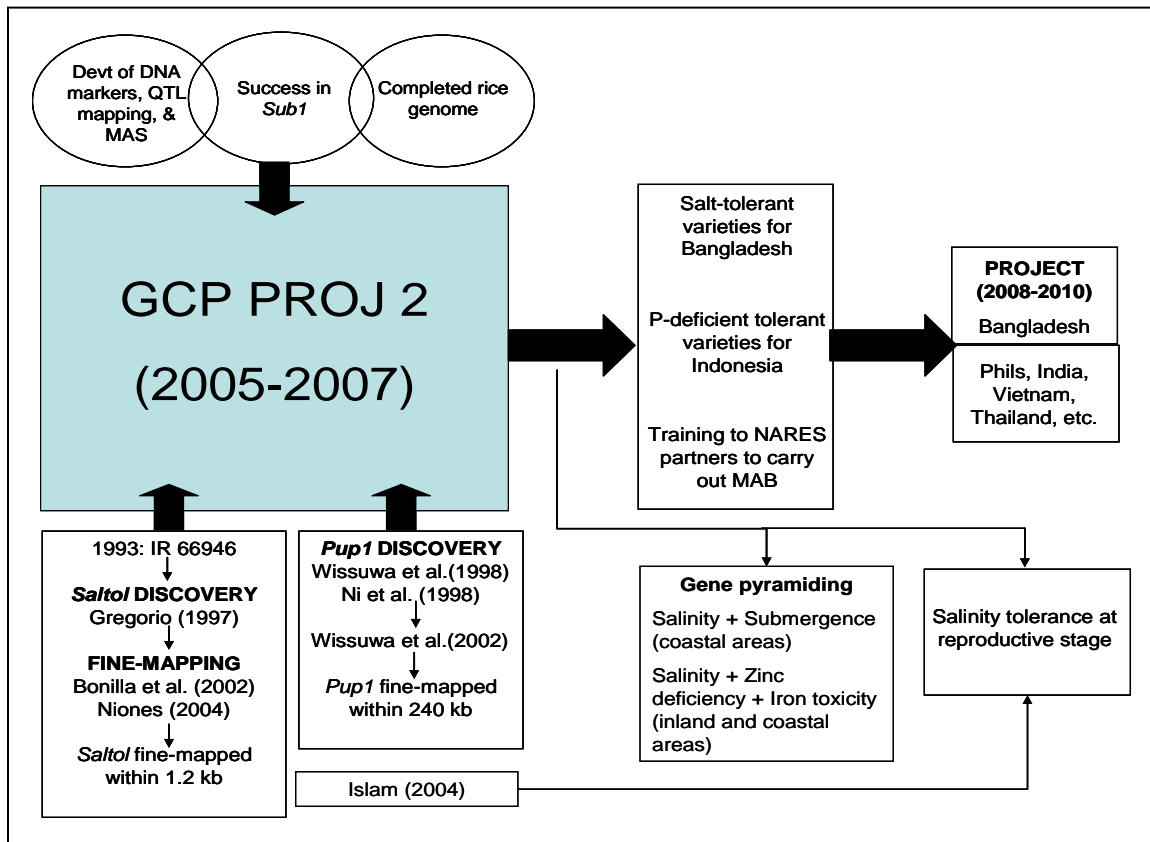 Devt of DNA
markers, QTL
mapping, &
MAS
Success in
Sub1
Completed rice
genome
GCP PROJ 2
(2005-2007)
Salt-tolerant
varieties for
Bangladesh
P-deficient tolerant
varieties for
Indonesia
Training to NARES
partners to carry
out MAB
PROJECT
(2008-2010)
Bangladesh
Phils, India,
Vietnam,
Thailand, etc.
1993: IR 66946
Saltol DISCOVERY
Gregorio (1997)
FINE-MAPPING
Bonilla et al. (2002)
Niones (2004)
Saltol fine-mapped
within 1.2 kb
Pup1 DISCOVERY
Wissuwa et al.(1998)
Ni et al. (1998)
Wissuwa et al.(2002)
Pup1 fine-mapped
within 240 kb
Islam (2004)
Gene pyramiding
Salinity + Submergence
(coastal areas)
Salinity + Zinc
deficiency + Iron toxicity
(inland and coastal
areas)
Salinity tolerance at
reproductive stage